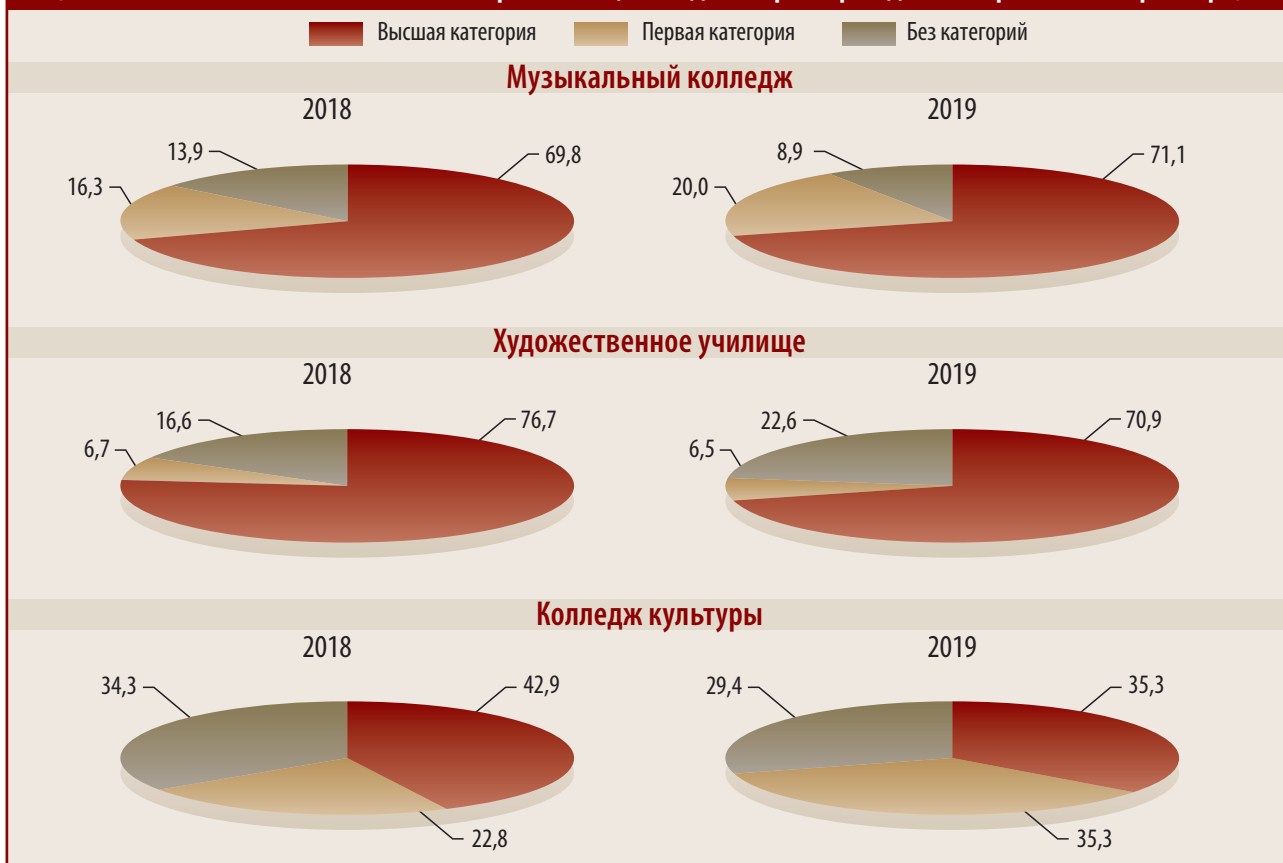 Высшая категория Первая категория Без категорий
Музыкальный колледж
2018 2019
13,9 69,8 8,9 71,1
16,3 20,0
Художественное училище
2018 2019
16,6 76,7 22,6 70,9
6,7 6,5
Колледж культуры
2018 2019
34,3 42,9 29,4 35,3
22,8 35,3